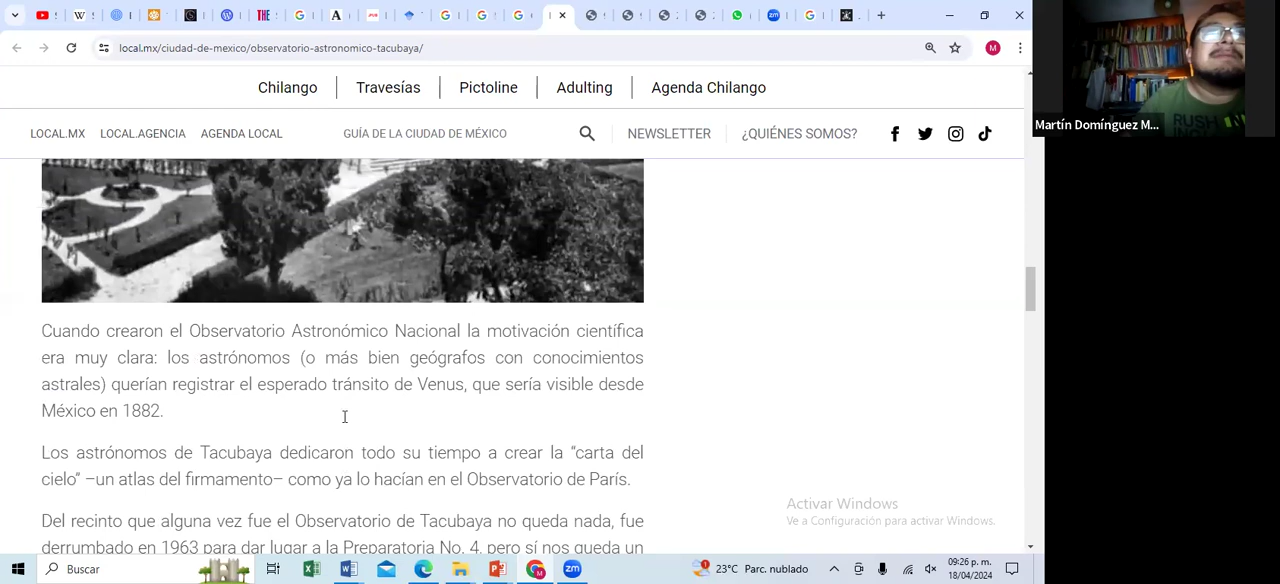 local.mx/ciudad-de-mexico/observatorio-astronomico-tacubaya/
Chilango Travesías Pictoline Adulting Agenda Chilango
LOCAL.MX LOCAL.AGENCIA AGENDA LOCAL GUÍA DE LA CIUDAD DE MÉXICO NEWSLETTER ¿QUIÉNES SOMOS?
Martín Domínguez M...
Cuando crearon el Observatorio Astronómico Nacional la motivación científica
era muy clara: los astrónomos (o más bien geógrafos con conocimientos
astrales) querían registrar el esperado tránsito de Venus, que sería visible desde
México en 1882.
Los astrónomos de Tacubaya dedicaron todo su tiempo a crear la “carta del
cielo” –un atlas del firmamento– como ya lo hacían en el Observatorio de París.
Del recinto que alguna vez fue el Observatorio de Tacubaya no queda nada, fue
derrumbado en 1963 para dar lugar a la Preparatoria No. 4, pero sí nos queda un
Activar Windows
Ve a Configuración para activar Windows.
Buscar
23°C Parc. nublado
09:26 p. m.
18/04/2024